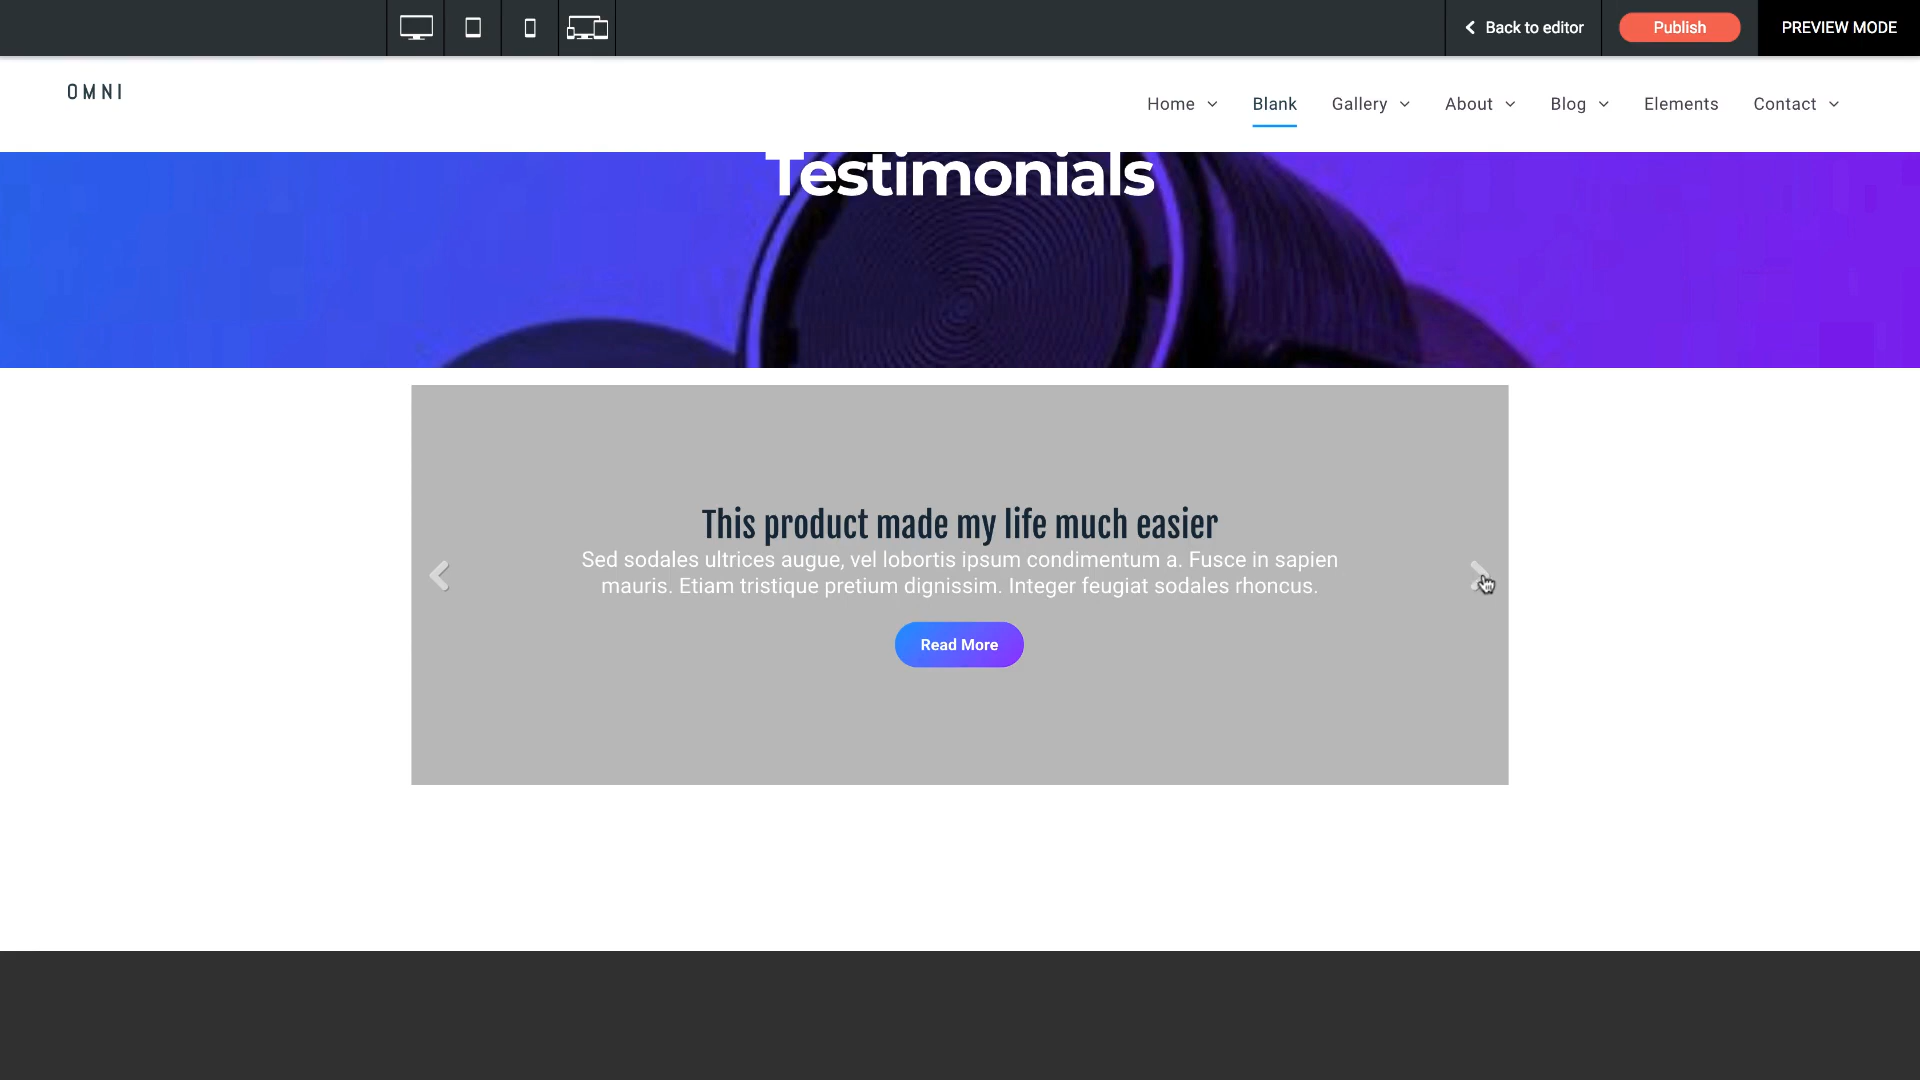 Back to editor
Publish
PREVIEW MODE
OMNI
Home
Blank
Gallery
About
Blog
Elements
Contact
Testimonials
This product made my life much easier
Sed sodales ultrices augue, vel lobortis ipsum condimentum a. Fusce in sapien
mauris. Etiam tristique pretium dignissim. Integer feugiat sodales rhoncus.
Read More